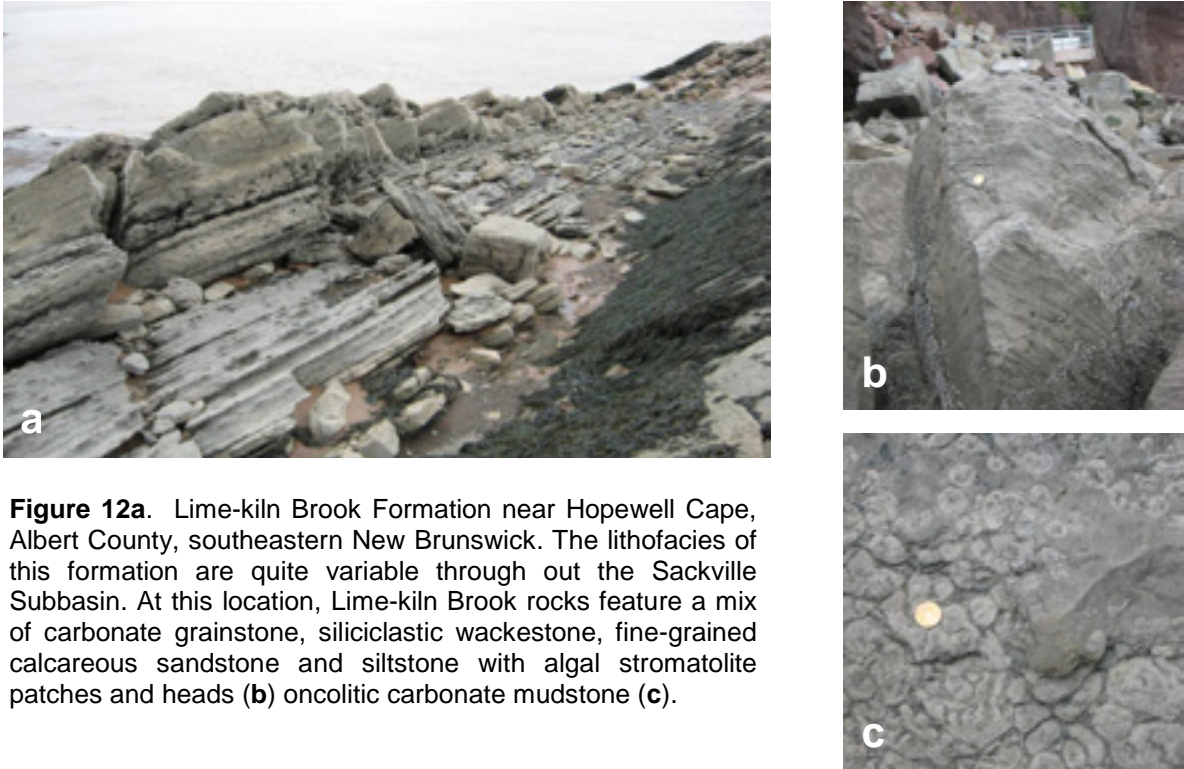 a
b
c
Figure 12a. Lime-kiln Brook Formation near Hopewell Cape,
Albert County, southeastern New Brunswick. The lithofacies of
this formation are quite variable through out the Sackville
Subbasin. At this location, Lime-kiln Brook rocks feature a mix
of carbonate grainstone, siliciclastic wackestone, fine-grained
calcareous sandstone and siltstone with algal stromatolite
patches and heads (b) oncolitic carbonate mudstone (c).